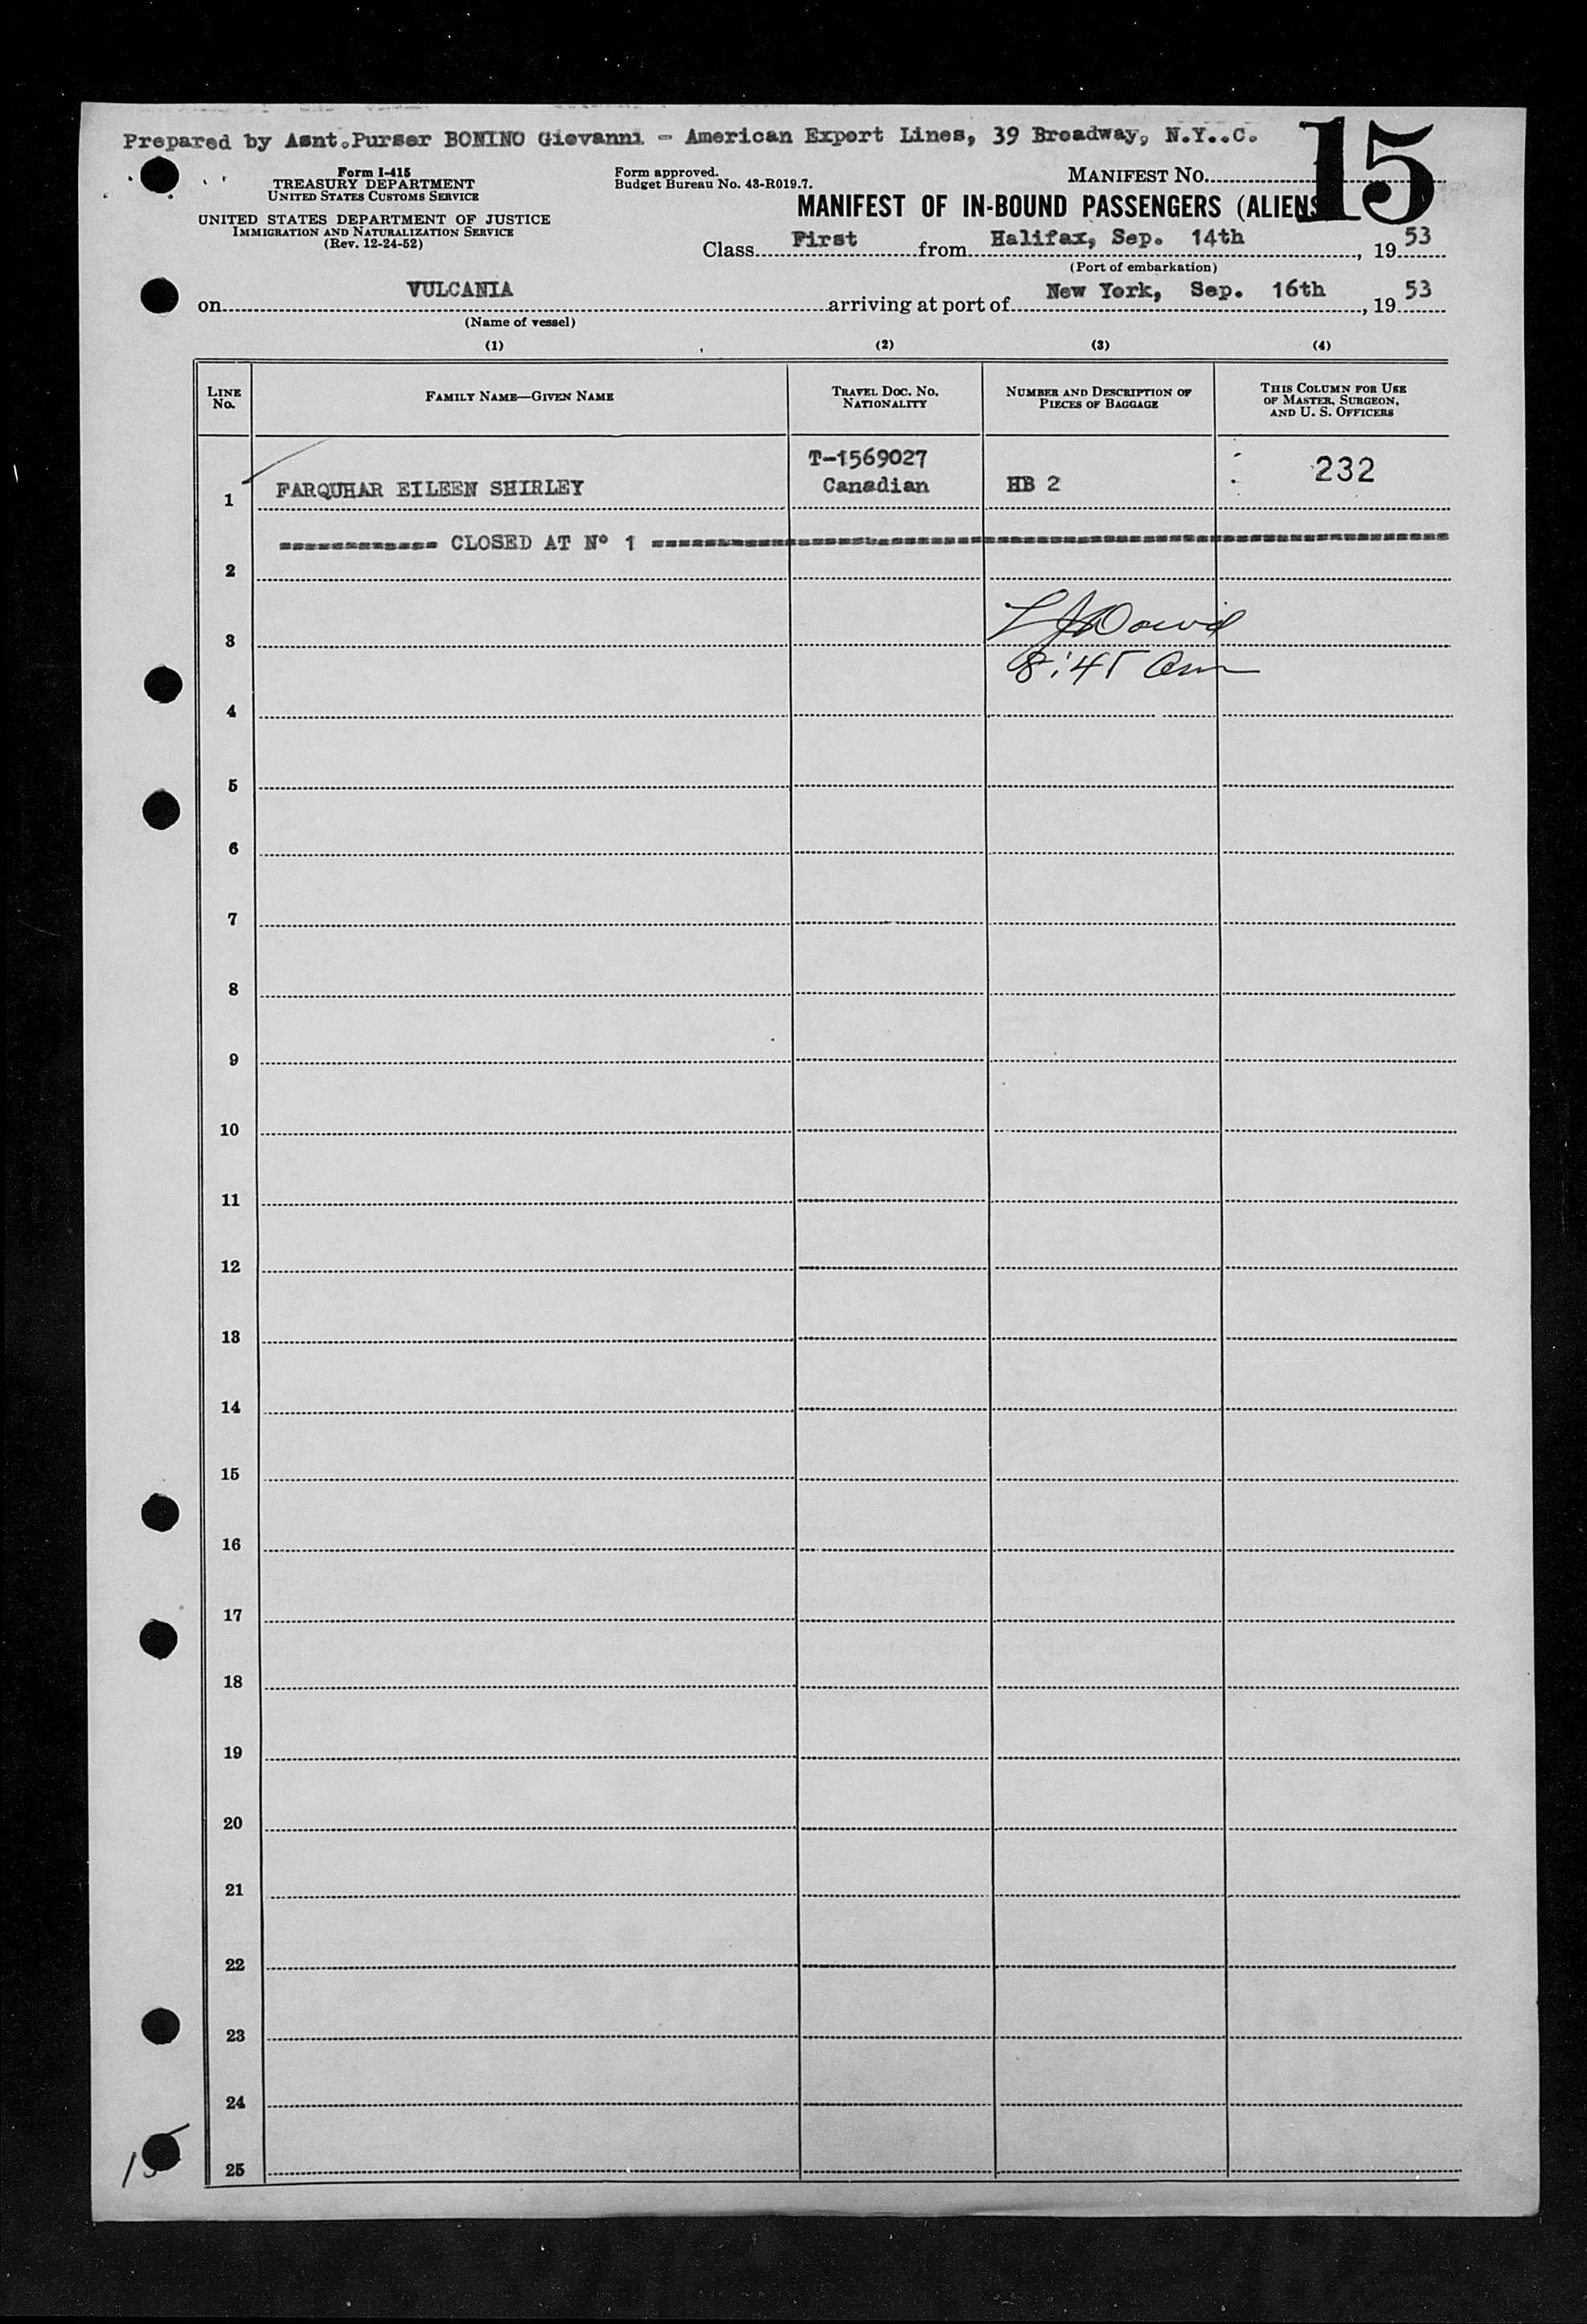 Prepared by Asnt.Purser BONINO Giovanni - American Export Lines, 39 Broadway, N.Y..C.
15
Form I-415
TREASURY DEPARTMENT
UNITED STATES CUSTOMS SERVICE
UNITED STATES DEPARTMENT OF JUSTICE
IMMIGRATION AND NATURALIZATION SERVICE
(Rev. 12-24-52)
Form approved.
Budget Bureau No. 43-R019.7.
MANIFEST NO.
MANIFEST OF IN-BOUND PASSENGERS (ALIENS
Class First from Halifax, Sep. 14th, 19 53
(Port of embarkation)
on VULCANIA arriving at port of New York, Sep. 16th, 19 53
(Name of vessel)
(1) (2) (3) (4)
LINE NO.
FAMILY NAME—GIVEN NAME
TRAVEL DOC. NO.
NATIONALITY
NUMBER AND DESCRIPTION OF
PIECES OF BAGGAGE
THIS COLUMN FOR USE
OF MASTER, SURGEON,
AND U. S. OFFICERS
T-1569027
232
1 FARQUHAR EILEEN SHIRLEY Canadian HB 2
CLOSED AT Nº 1
2
3
8:45 am
4
5
6
7
8
9
10
11
12
13
14
15
16
17
18
19
20
21
22
23
24
25
15